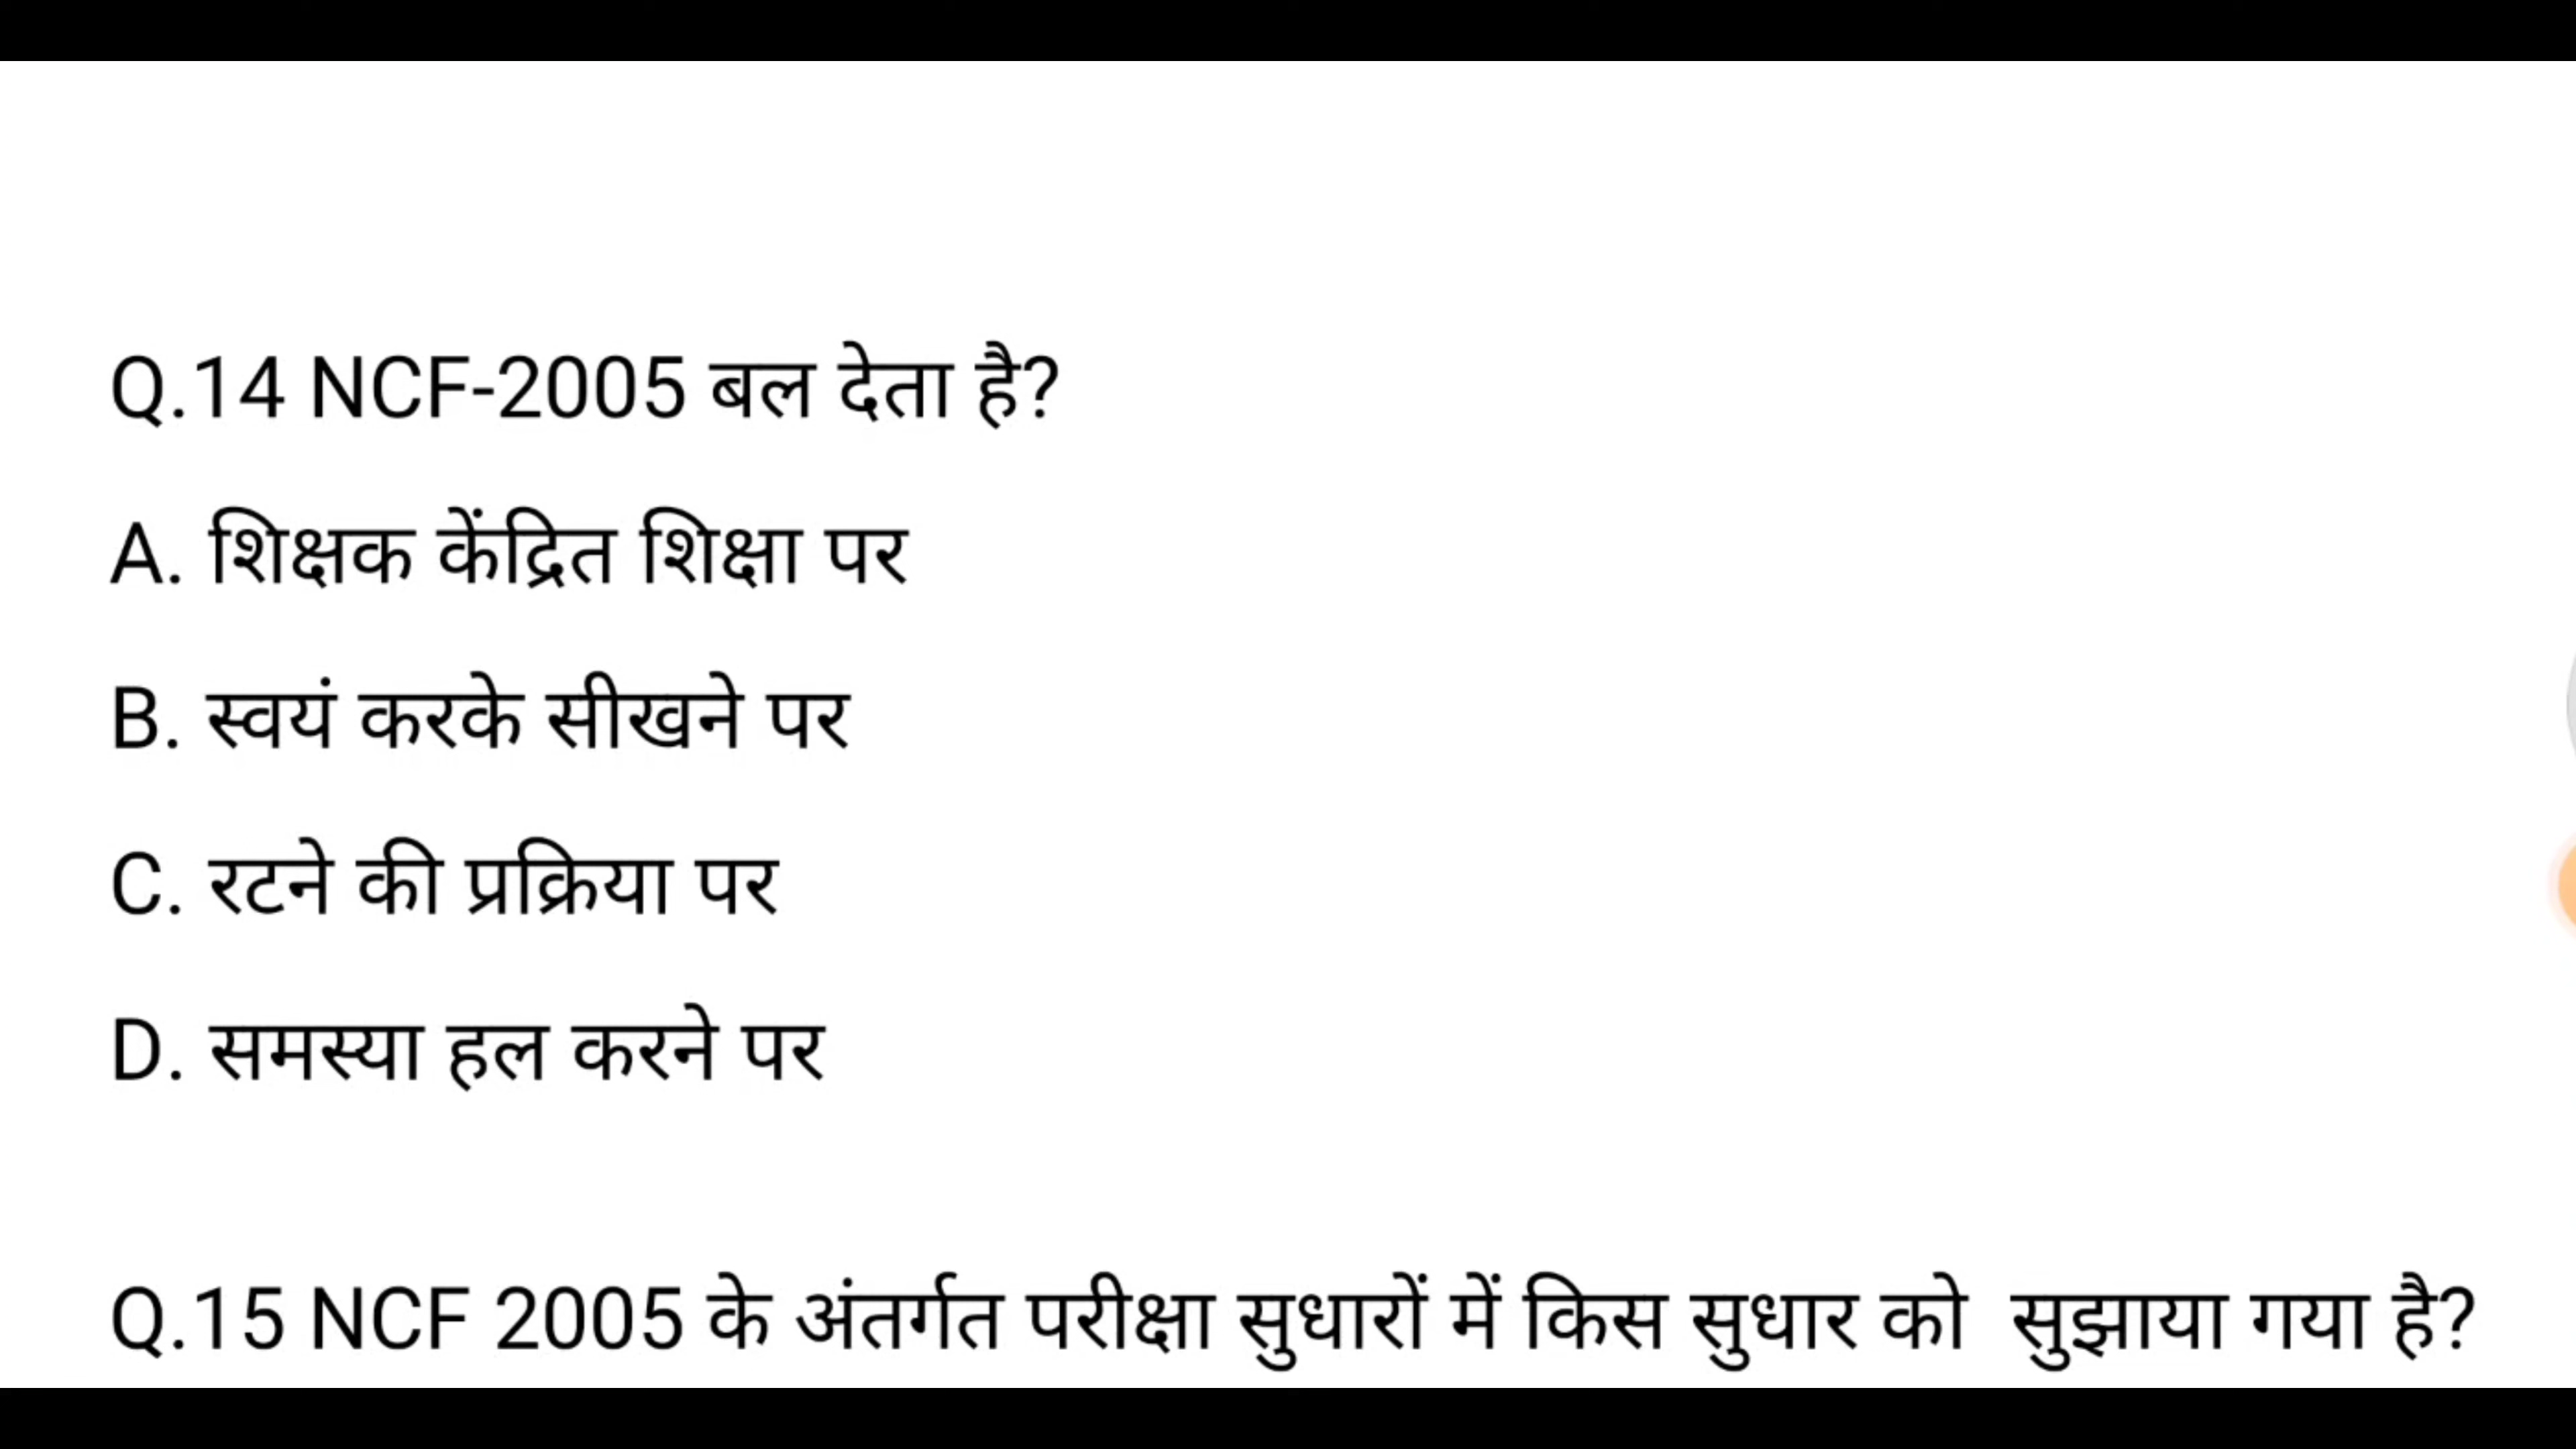 Q.14 NCF-2005 बल देता है?
A. शिक्षक केंद्रित शिक्षा पर
B. स्वयं करके सीखने पर
C. रटने की प्रक्रिया पर
D. समस्या हल करने पर
Q.15 NCF 2005 के अंतर्गत परीक्षा सुधारों में किस सुधार को सुझाया गया है?